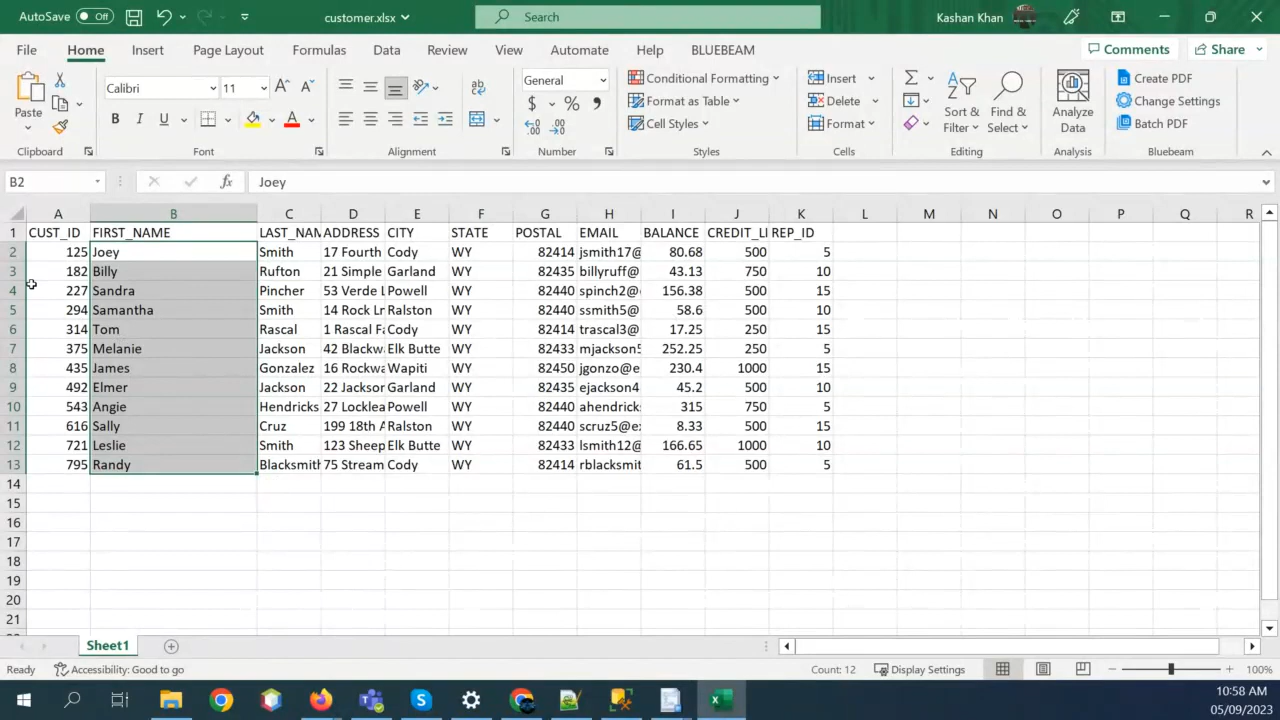 AutoSave Off customer.xlsx Search Kashan Khan
File Home Insert Page Layout Formulas Data Review View Automate Help BLUEBEAM Comments Share
Paste
Clipboard
Calibri 11
B I U
Font
Alignment
General
$ % ,
Number
Conditional Formatting
Format as Table
Cell Styles
Styles
Insert
Delete
Format
Cells
Sort & Filter
Find & Select
Editing
Analyze Data
Analysis
Create PDF
Change Settings
Batch PDF
Bluebeam
B2 fx Joey
A B C D E F G H I J K L M N O P Q R
1 CUST_ID FIRST_NAME LAST_NAM ADDRESS CITY STATE POSTAL EMAIL BALANCE CREDIT_LI REP_ID
2 125 Joey Smith 17 Fourth Cody WY 82414 jsmith17@ 80.68 500 5
3 182 Billy Rufton 21 Simple Garland WY 82435 billyruff@ 43.13 750 10
4 227 Sandra Pincher 53 Verde L Powell WY 82440 spinch2@ 156.38 500 15
5 294 Samantha Smith 14 Rock Ln Ralston WY 82440 ssmith5@ 58.6 500 10
6 314 Tom Rascal 1 Rascal Fa Cody WY 82414 trascal3@ 17.25 250 15
7 375 Melanie Jackson 42 Blackwa Elk Butte WY 82433 mjackson5 252.25 250 5
8 435 James Gonzalez 16 Rockwa Wapiti WY 82450 jgonzo@e 230.4 1000 15
9 492 Elmer Jackson 22 Jackson Garland WY 82435 ejackson4 45.2 500 10
10 543 Angie Hendricks 27 Locklea Powell WY 82440 ahendrick 315 750 5
11 616 Sally Cruz 199 18th A Ralston WY 82440 scruz5@ex 8.33 500 15
12 721 Leslie Smith 123 Sheep Elk Butte WY 82433 lsmith12@ 166.65 1000 10
13 795 Randy Blacksmith 75 Stream Cody WY 82414 rblacksmit 61.5 500 5
14
15
16
17
18
19
20
21
Sheet1
Ready Accessibility: Good to go Count: 12 Display Settings 100%
10:58 AM
05/09/2023